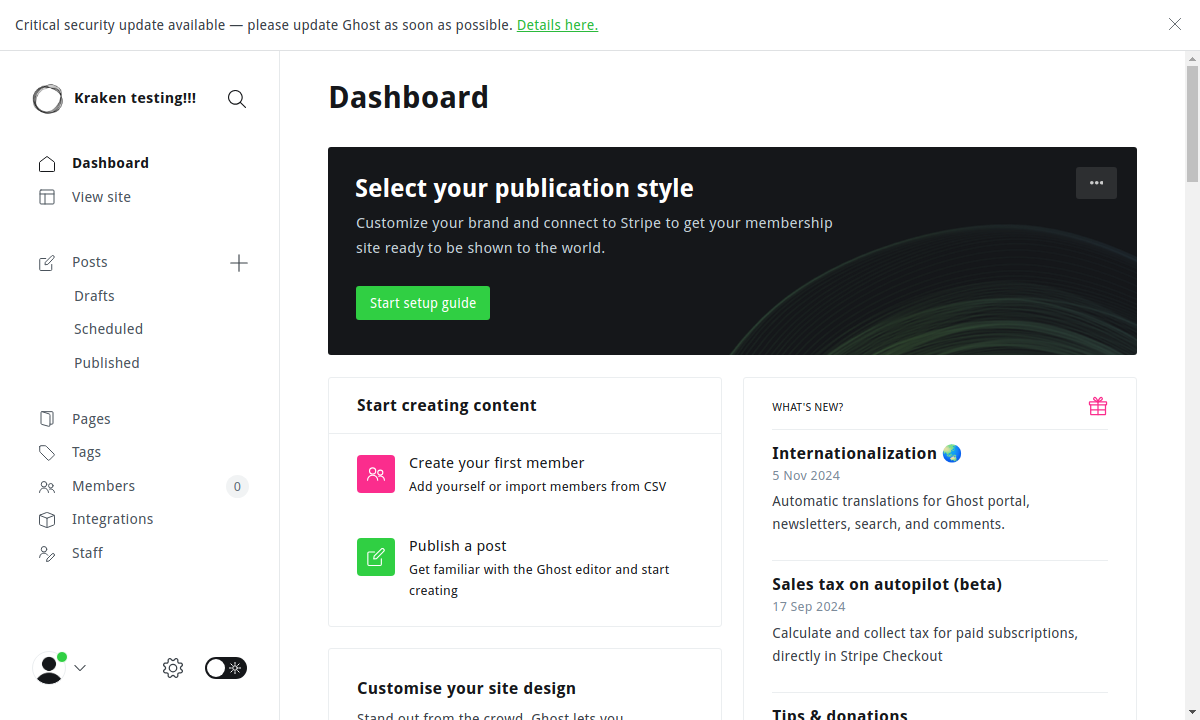 Critical security update available — please update Ghost as soon as possible. Details here.
Kraken testing!!!
Dashboard
View site
Posts
Drafts
Scheduled
Published
Pages
Tags
Members
0
Integrations
Staff
Dashboard
Select your publication style
Customize your brand and connect to Stripe to get your membership
site ready to be shown to the world.
Start setup guide
Start creating content
Create your first member
Add yourself or import members from CSV
Publish a post
Get familiar with the Ghost editor and start
creating
Customise your site design
Stand out from the crowd. Ghost lets you
WHAT'S NEW?
Internationalization 🌏
5 Nov 2024
Automatic translations for Ghost portal,
newsletters, search, and comments.
Sales tax on autopilot (beta)
17 Sep 2024
Calculate and collect tax for paid subscriptions,
directly in Stripe Checkout
Tips & donations